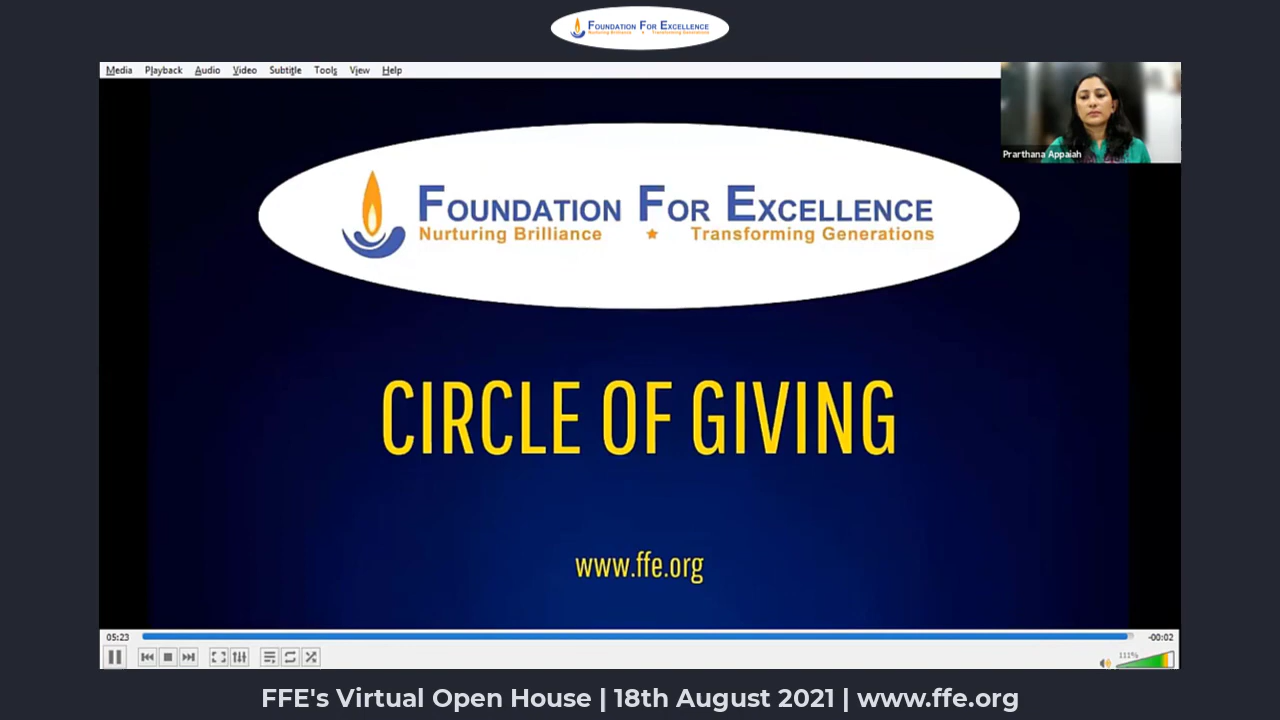 FOUNDATION FOR EXCELLENCE
Nurturing Brilliance Transforming Generations
Media Playback Audio Video Subtitle Tools View Help
Prarthana Appaiah
FOUNDATION FOR EXCELLENCE
Nurturing Brilliance ★ Transforming Generations
CIRCLE OF GIVING
www.ffe.org
05:23 -00:02
111%
FFE's Virtual Open House | 18th August 2021 | www.ffe.org